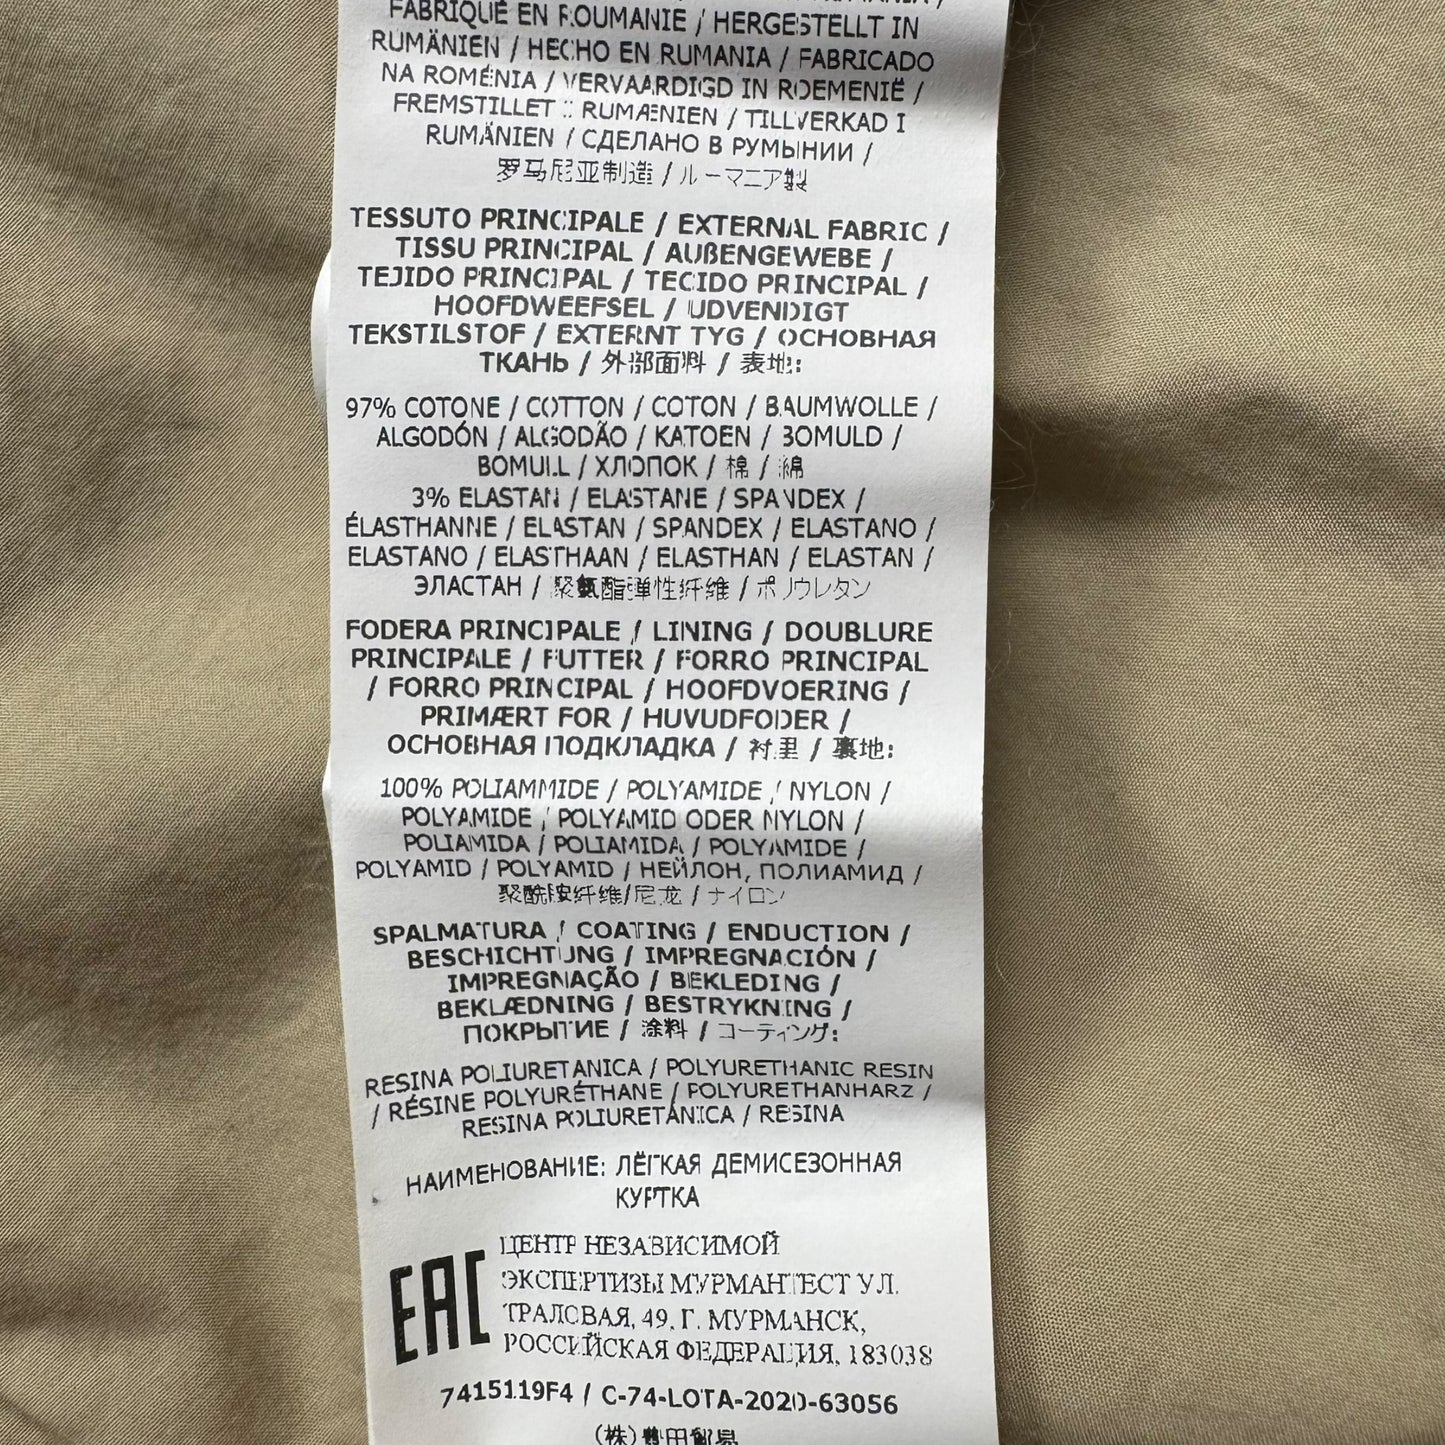 FABRIQUÉ EN ROUMANIE / HERGESTELLT IN
RUMÄNIEN / HECHO EN RUMANIA / FABRICADO
NA ROMÉNIA / VERVAARDIGD IN ROEMENIË /
FREMSTILLET I RUMÆNIEN / TILLVERKAD I
RUMÄNIEN / СДЕЛАНО В РУМЫНИИ /
罗马尼亚制造 / ルーマニア製
TESSUTO PRINCIPALE / EXTERNAL FABRIC /
TISSU PRINCIPAL / AUßENGEWEBE /
TEJIDO PRINCIPAL / TECIDO PRINCIPAL /
HOOFDWEEFSEL / UDVENDIGT
TEKSTILSTOF / EXTERNT TYG / ОСНОВНАЯ
ТКАНЬ / 外部面料 / 表地:
97% COTONE / COTTON / COTON / BAUMWOLLE /
ALGODÓN / ALGODÃO / KATOEN / BOMULD /
BOMULL / ХЛОПОК / 棉 / 綿
3% ELASTAN / ELASTANE / SPANDEX /
ÉLASTHANNE / ELASTAN / SPANDEX / ELASTANO /
ELASTANO / ELASTHAAN / ELASTHAN / ELASTAN /
ЭЛАСТАН / 聚氨酯弹性纤维 / ポリウレタン
FODERA PRINCIPALE / LINING / DOUBLURE
PRINCIPALE / FUTTER / FORRO PRINCIPAL
/ FORRO PRINCIPAL / HOOFDVOERING /
PRIMÆRT FOR / HUVUDFODER /
ОСНОВНАЯ ПОДКЛАДКА / 衬里 / 裏地:
100% POLIAMMIDE / POLYAMIDE / NYLON /
POLYAMIDE / POLYAMID ODER NYLON /
POLIAMIDA / POLIAMIDA / POLYAMIDE /
POLYAMID / POLYAMID / НЕЙЛОН, ПОЛИАМИД /
聚酰胺纤维/尼龙 / ナイロン
SPALMATURA / COATING / ENDUCTION /
BESCHICHTUNG / IMPREGNACIÓN /
IMPREGNAÇÃO / BEKLEDING /
BEKLÆDNING / BESTRYKNING /
ПОКРЫТИЕ / 涂料 / コーティング:
RESINA POLIURETANICA / POLYURETHANIC RESIN
/ RÉSINE POLYURÉTHANE / POLYURETHANHARZ /
RESINA POLIURETÁNICA / RESINA
НАИМЕНОВАНИЕ: ЛЁГКАЯ ДЕМИСЕЗОННАЯ
КУРТКА
EAC ЦЕНТР НЕЗАВИСИМОЙ
ЭКСПЕРТИЗЫ МУРМАНТЕСТ УЛ.
ТРАЛОВАЯ, 49, Г. МУРМАНСК,
РОССИЙСКАЯ ФЕДЕРАЦИЯ, 183038
7415119F4 / C-74-LOTA-2020-63056
(株) 豊田貿易